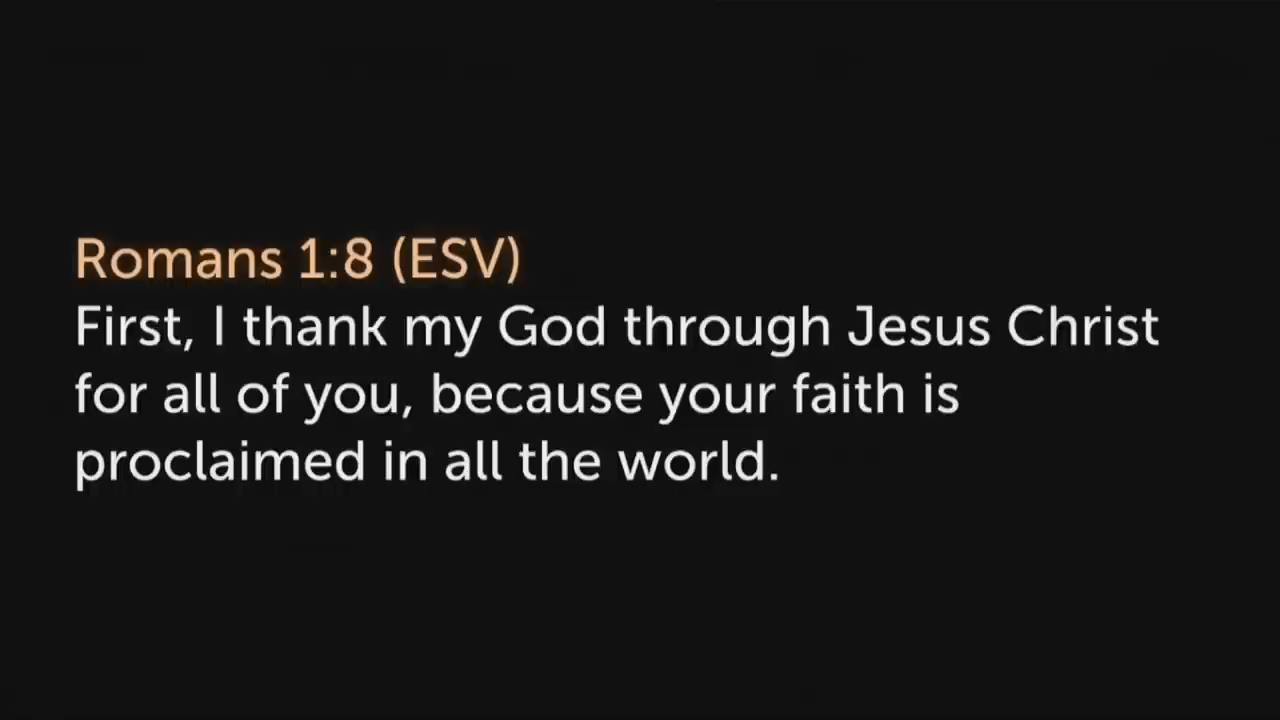 Romans 1:8 (ESV)
First, I thank my God through Jesus Christ
for all of you, because your faith is
proclaimed in all the world.